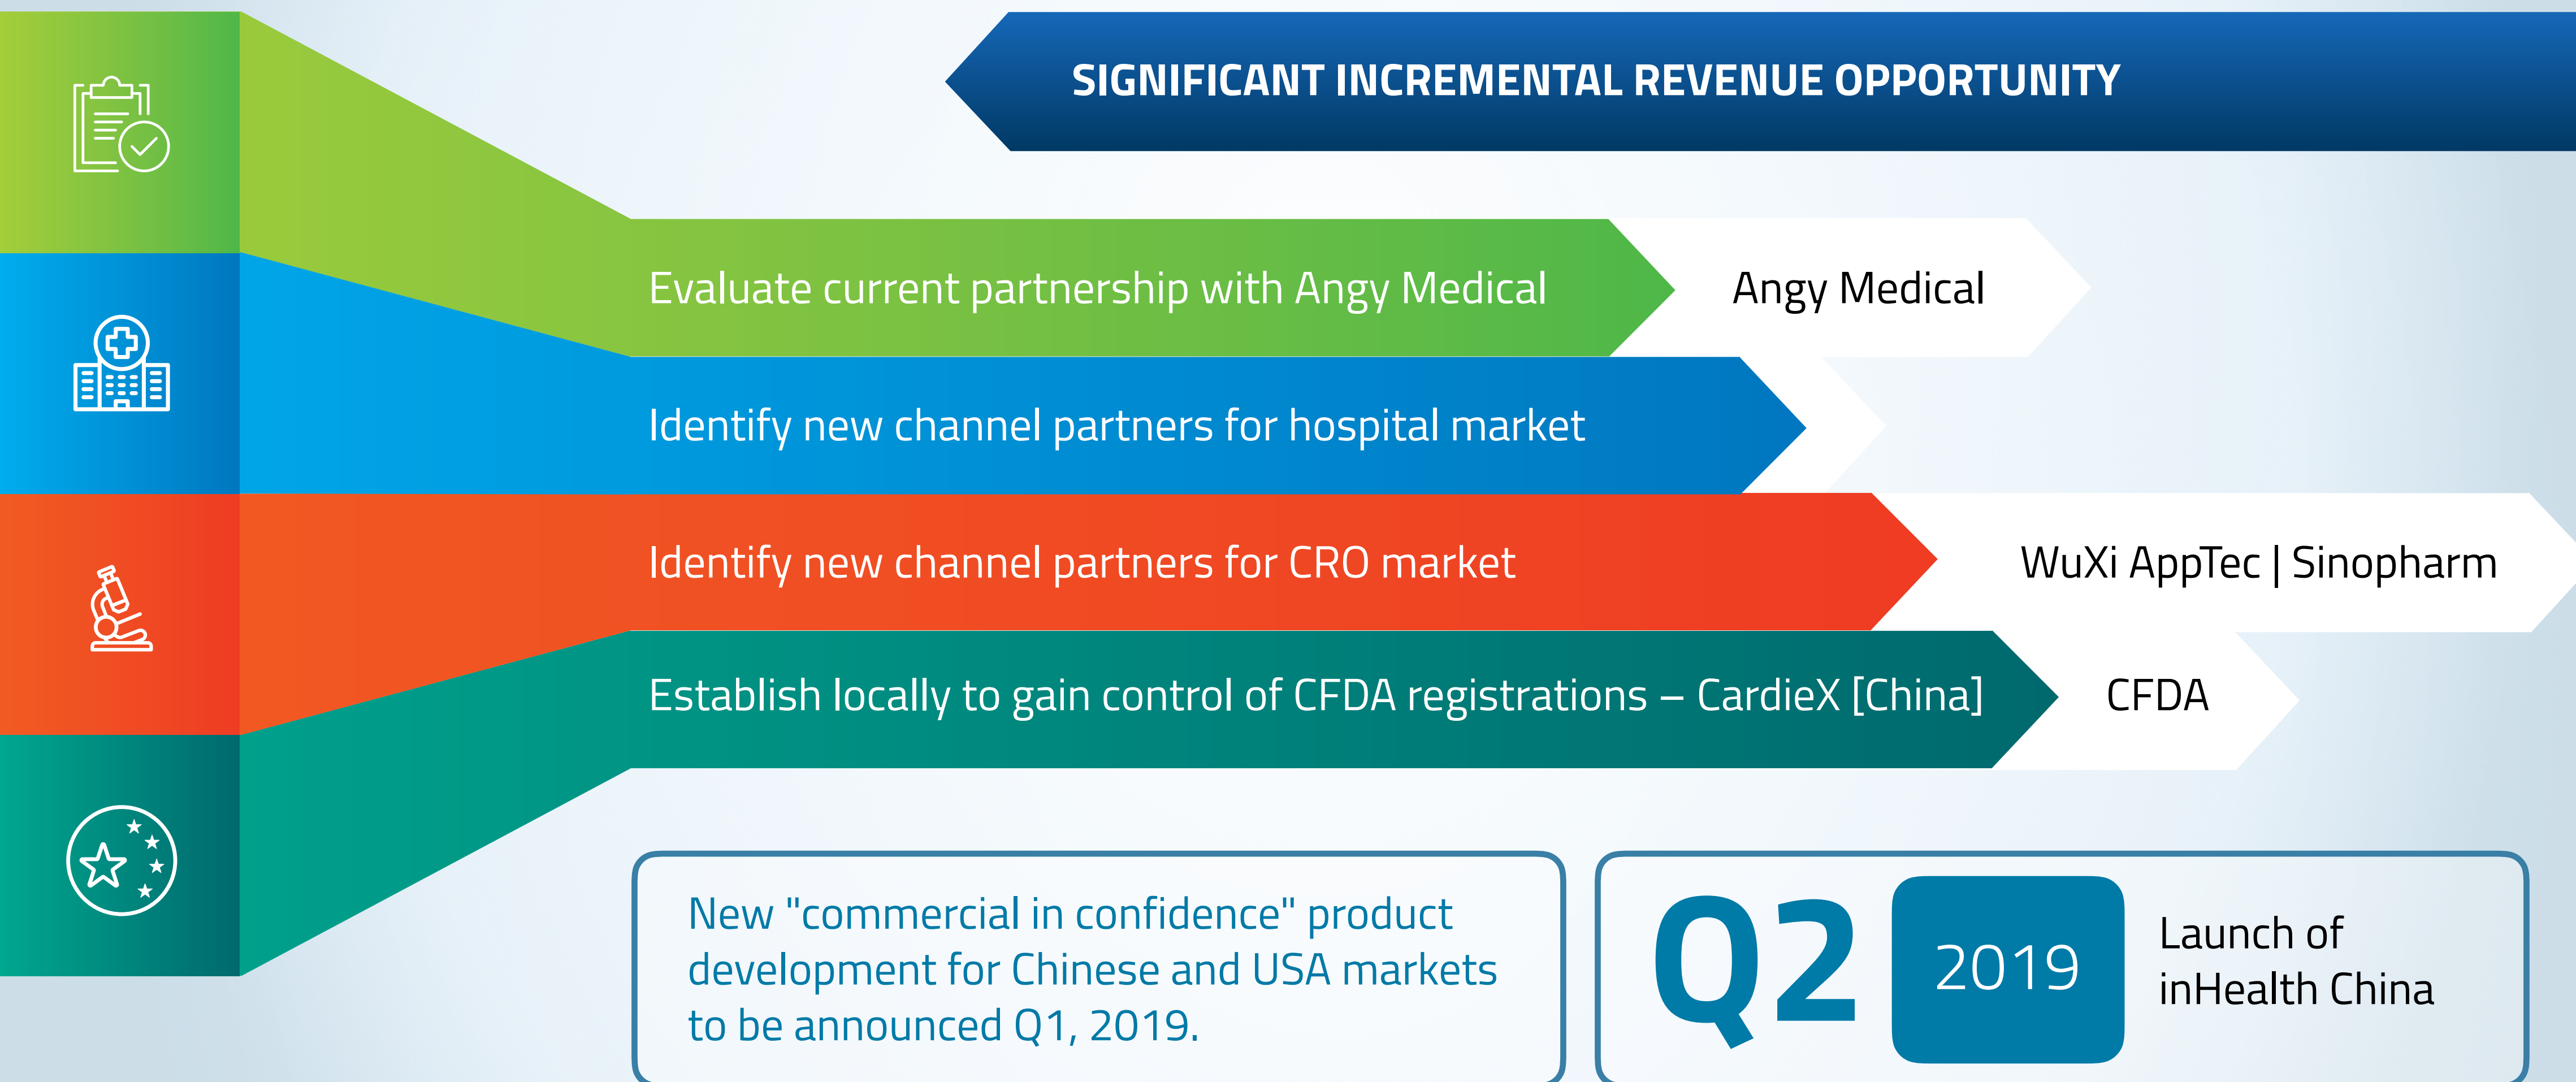 SIGNIFICANT INCREMENTAL REVENUE OPPORTUNITY
Evaluate current partnership with Angy Medical
Angy Medical
Identify new channel partners for hospital market
Identify new channel partners for CRO market
WuXi AppTec | Sinopharm
Establish locally to gain control of CFDA registrations – CardieX [China]
CFDA
New "commercial in confidence" product
development for Chinese and USA markets
to be announced Q1, 2019.
Q2
2019
Launch of
inHealth China